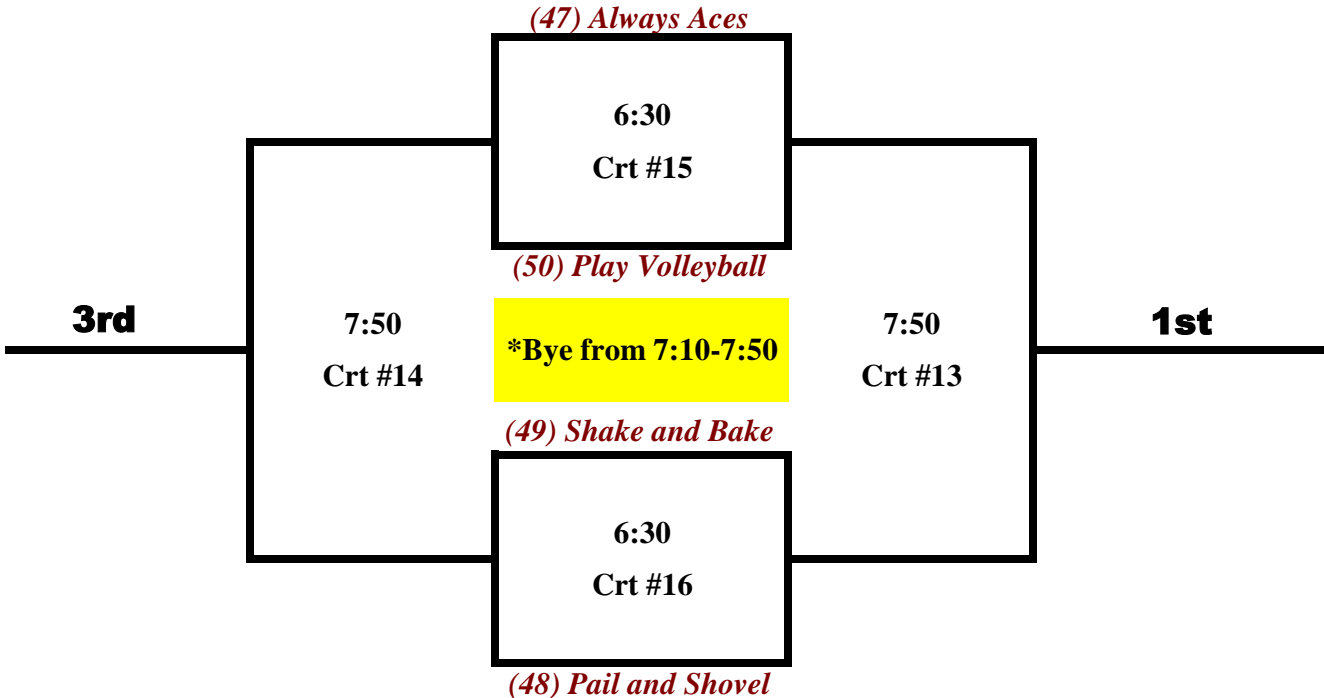 (47) Always Aces
6:30
Crt #15
(50) Play Volleyball
3rd
7:50
Crt #14
*Bye from 7:10-7:50
7:50
Crt #13
1st
(49) Shake and Bake
6:30
Crt #16
(48) Pail and Shovel